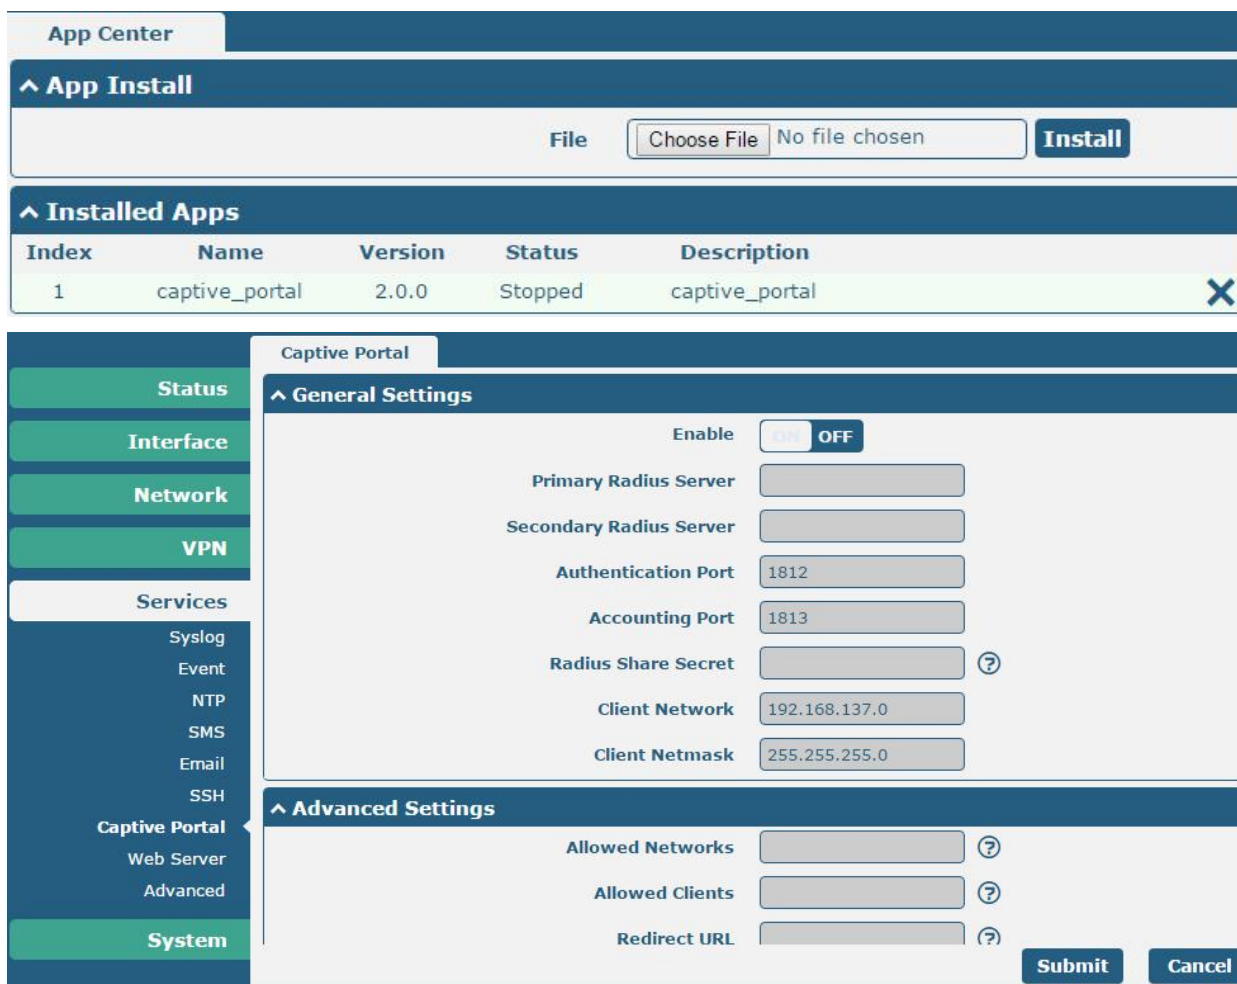 App Center
App Install
File Choose File No file chosen Install
Installed Apps
Index Name Version Status Description
1 captive_portal 2.0.0 Stopped captive_portal
Captive Portal
Status
Interface
Network
VPN
Services
Syslog
Event
NTP
SMS
Email
SSH
Captive Portal
Web Server
Advanced
System
General Settings
Enable ON OFF
Primary Radius Server
Secondary Radius Server
Authentication Port 1812
Accounting Port 1813
Radius Share Secret ?
Client Network 192.168.137.0
Client Netmask 255.255.255.0
Advanced Settings
Allowed Networks ?
Allowed Clients ?
Redirect URL ?
Submit Cancel